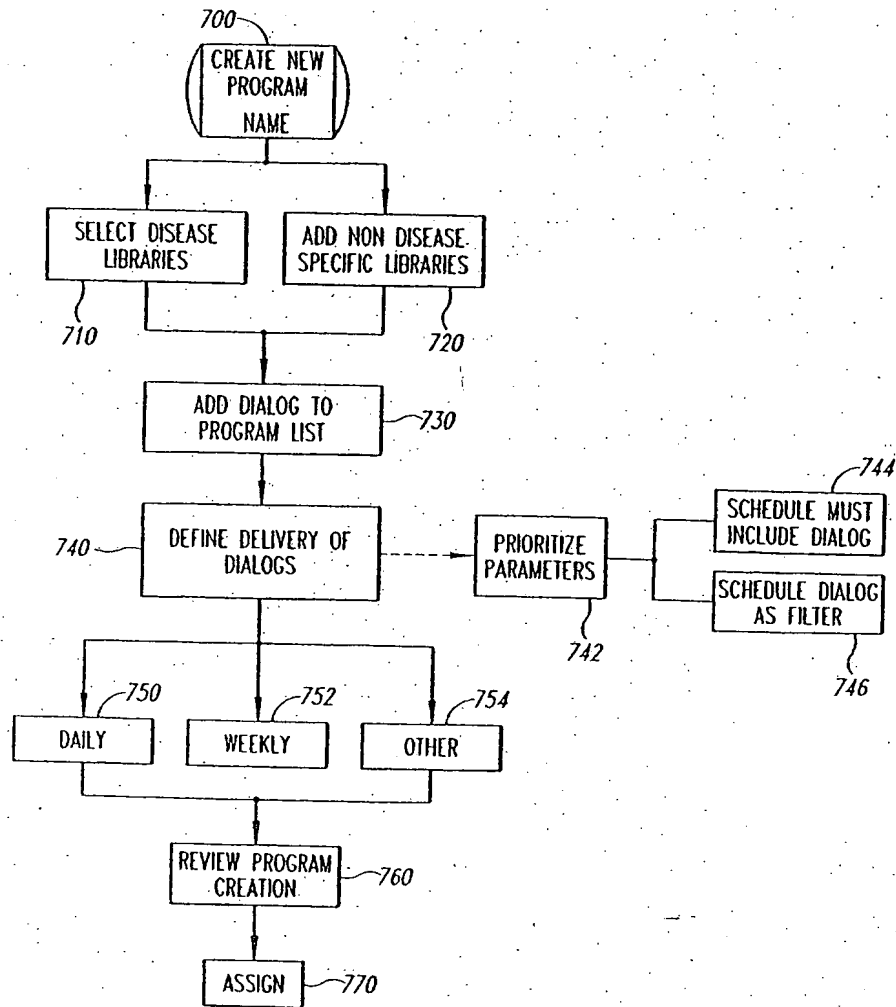 700
CREATE NEW
PROGRAM
NAME
SELECT DISEASE
LIBRARIES
710
ADD NON DISEASE
SPECIFIC LIBRARIES
720
ADD DIALOG TO
PROGRAM LIST
730
740
DEFINE DELIVERY OF
DIALOGS
PRIORITIZE
PARAMETERS
742
744
SCHEDULE MUST
INCLUDE DIALOG
SCHEDULE DIALOG
AS FILTER
746
750
DAILY
752
WEEKLY
754
OTHER
REVIEW PROGRAM
CREATION
760
ASSIGN
770